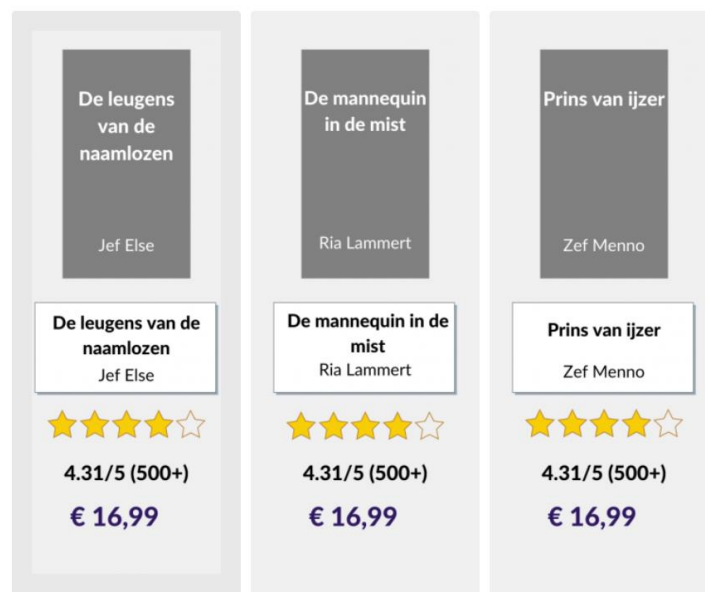 De leugens
van de
naamlozen
Jef Else
De leugens van de
naamlozen
Jef Else
4.31/5 (500+)
€ 16,99
De mannequin
in de mist
Ria Lammert
De mannequin in de
mist
Ria Lammert
4.31/5 (500+)
€ 16,99
Prins van ijzer
Zef Menno
Prins van ijzer
Zef Menno
4.31/5 (500+)
€ 16,99